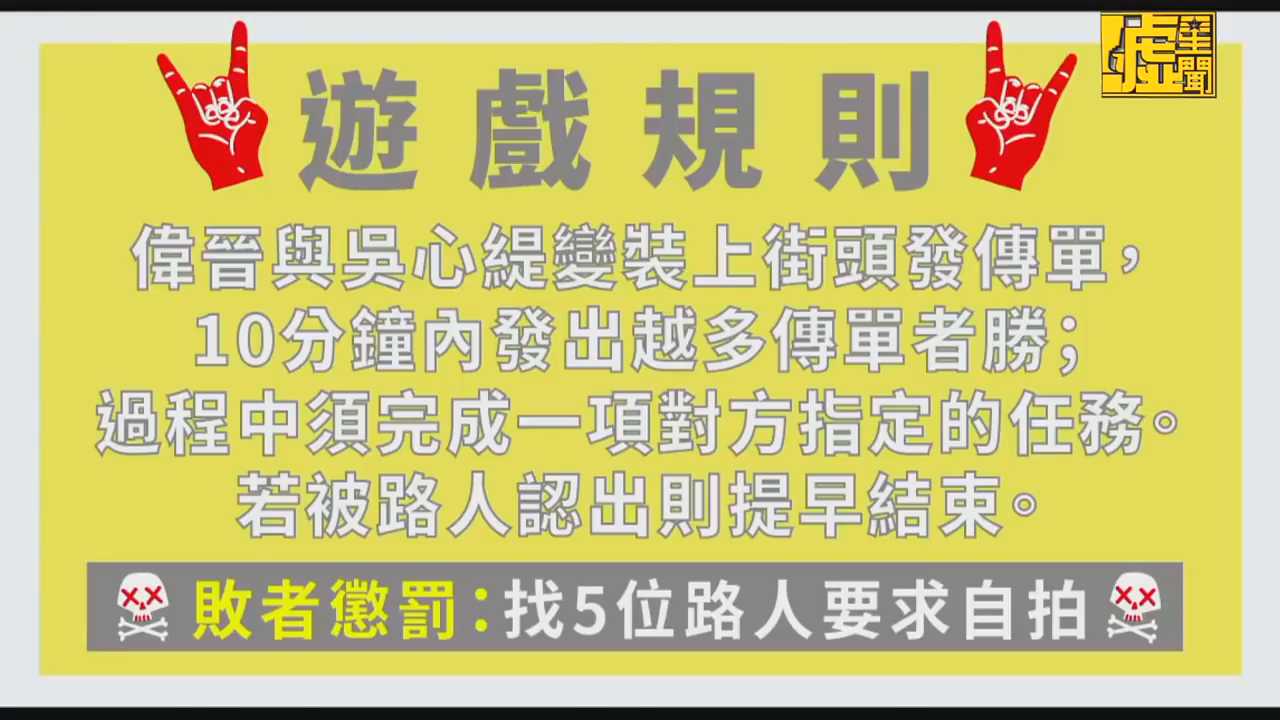 遊戲規則
偉晉與吳心緹變裝上街頭發傳單，
10分鐘內發出越多傳單者勝；
過程中須完成一項對方指定的任務。
若被路人認出則提早結束。
敗者懲罰：找5位路人要求自拍